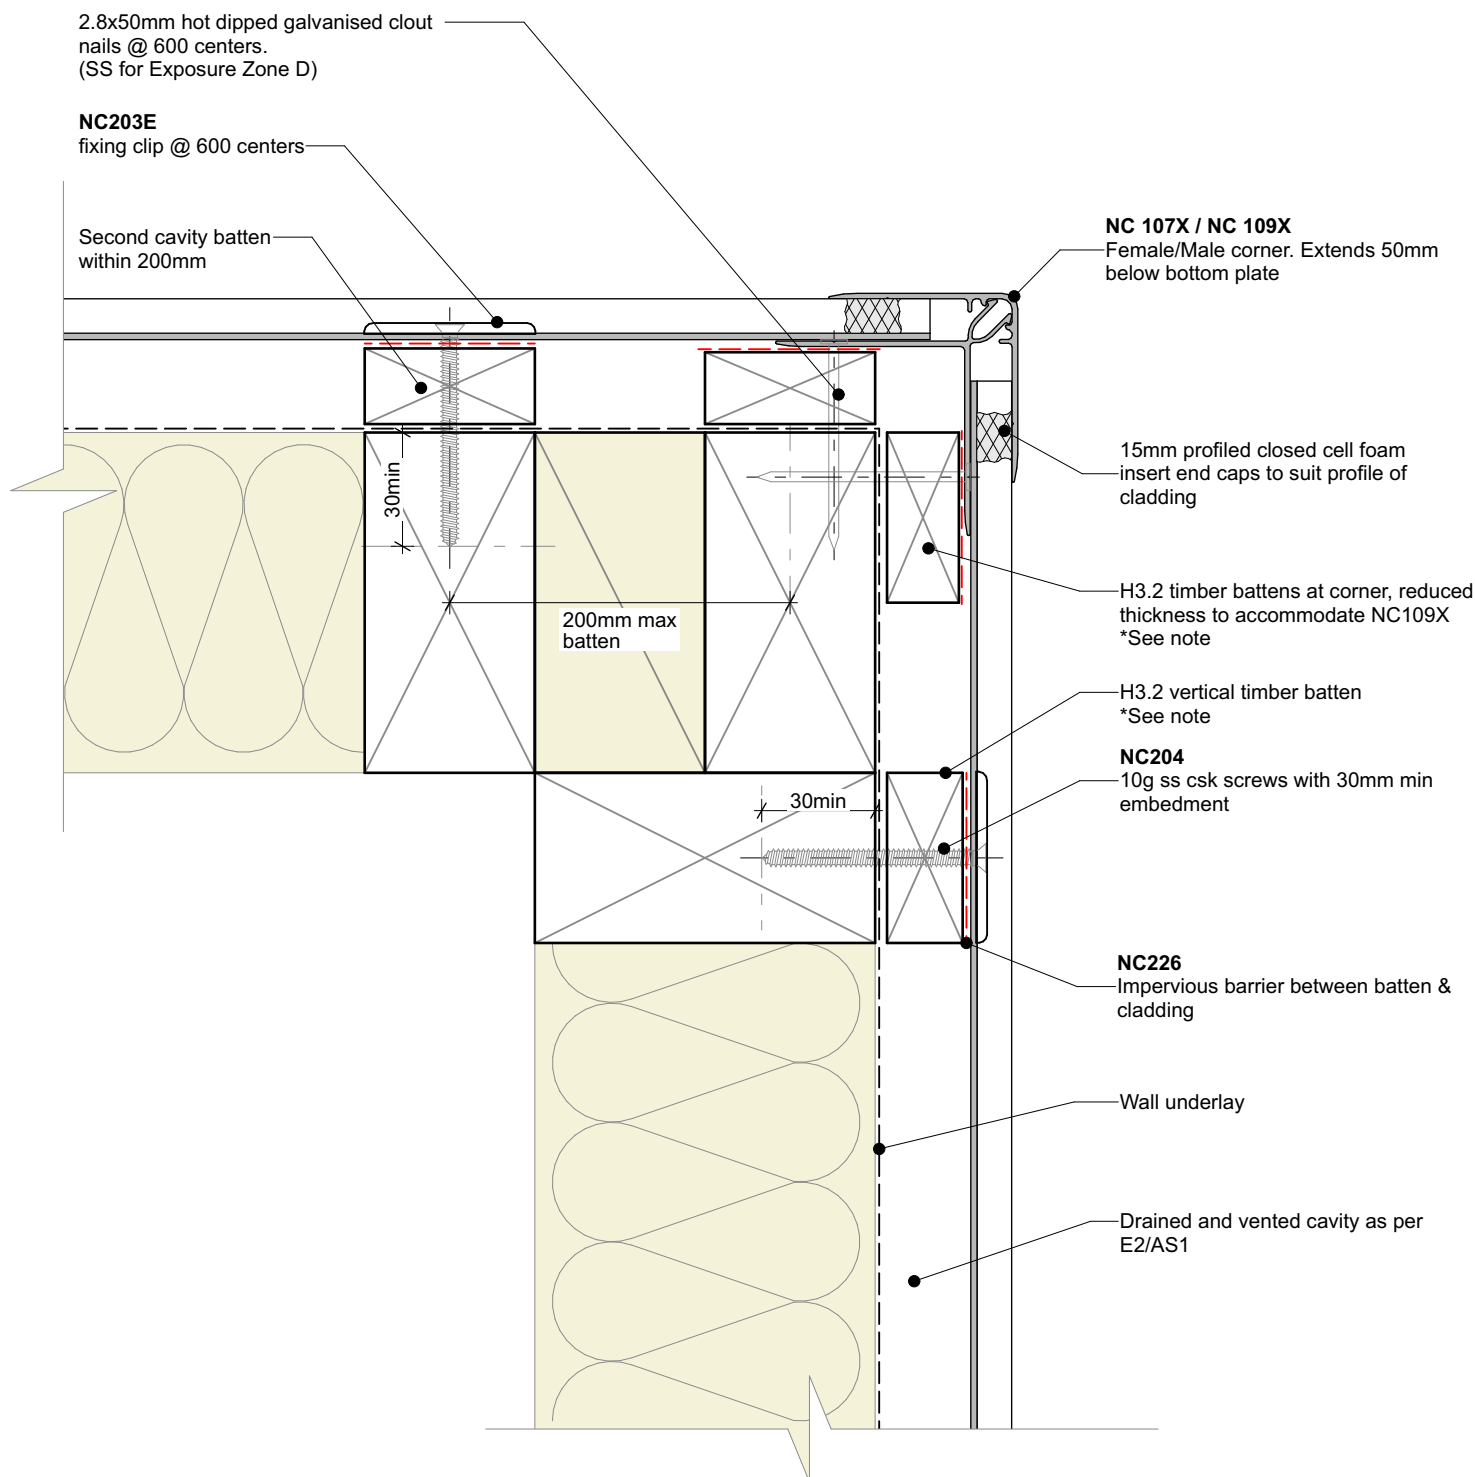 2.8x50mm hot dipped galvanised clout
nails @ 600 centers.
(SS for Exposure Zone D)
NC203E
fixing clip @ 600 centers
Second cavity batten
within 200mm
NC 107X / NC 109X
Female/Male corner. Extends 50mm
below bottom plate
15mm profiled closed cell foam
insert end caps to suit profile of
cladding
30min
H3.2 timber battens at corner, reduced
thickness to accommodate NC109X
*See note
200mm max
batten
H3.2 vertical timber batten
*See note
NC204
10g ss csk screws with 30mm min
embedment
30min
NC226
Impervious barrier between batten &
cladding
Wall underlay
Drained and vented cavity as per
E2/AS1